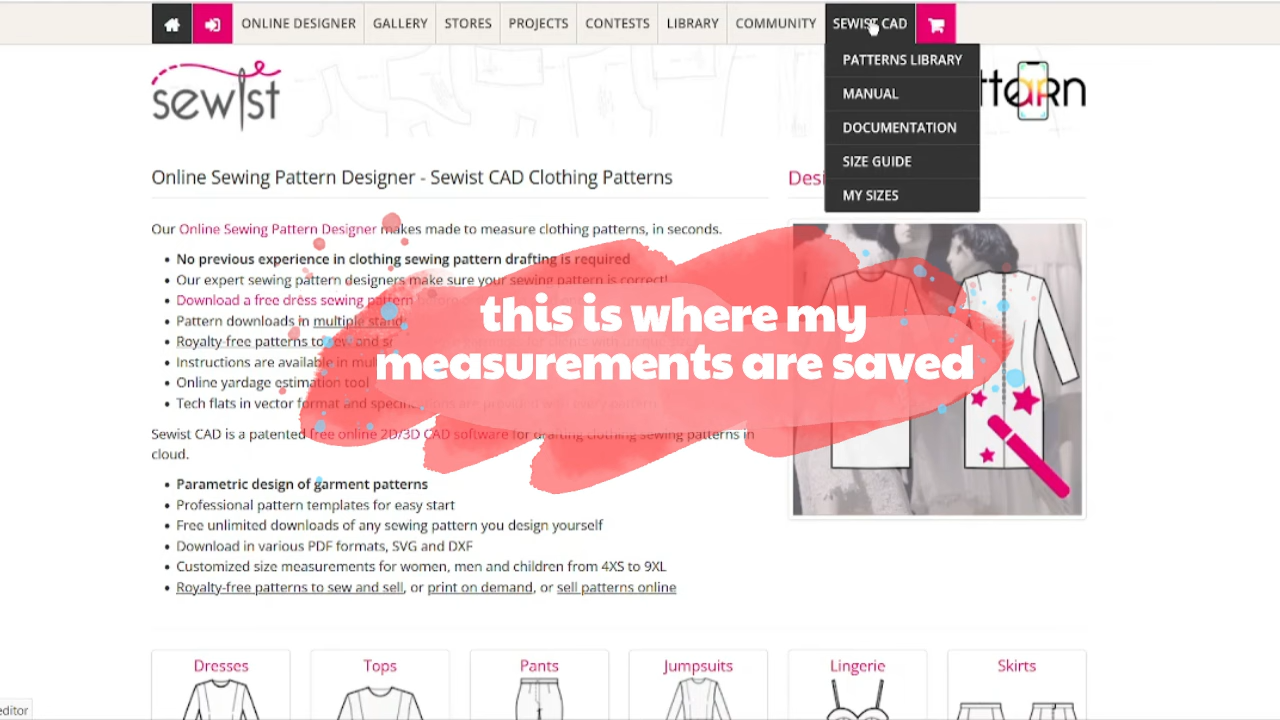 ONLINE DESIGNER GALLERY STORES PROJECTS CONTESTS LIBRARY COMMUNITY SEWIST CAD
PATTERNS LIBRARY
MANUAL
DOCUMENTATION
SIZE GUIDE
MY SIZES
sewist
Online Sewing Pattern Designer - Sewist CAD Clothing Patterns
Our Online Sewing Pattern Designer makes made to measure clothing patterns, in seconds.
No previous experience in clothing sewing pattern drafting is required
Our expert sewing pattern designers make sure your sewing pattern is correct!
Download a free dress sewing pattern
Pattern downloads in multiple
Royalty-free patterns to sew and
Instructions are available in
Online yardage estimation tool
Tech flats in vector format and are provided with every pattern
this is where my
measurements are saved
Sewist CAD is a patented free online 2D/3D CAD software for drafting clothing sewing patterns in
cloud.
Parametric design of garment patterns
Professional pattern templates for easy start
Free unlimited downloads of any sewing pattern you design yourself
Download in various PDF formats, SVG and DXF
Customized size measurements for women, men and children from 4XS to 9XL
Royalty-free patterns to sew and sell, or print on demand, or sell patterns online
Dresses Tops Pants Jumpsuits Lingerie Skirts
editor